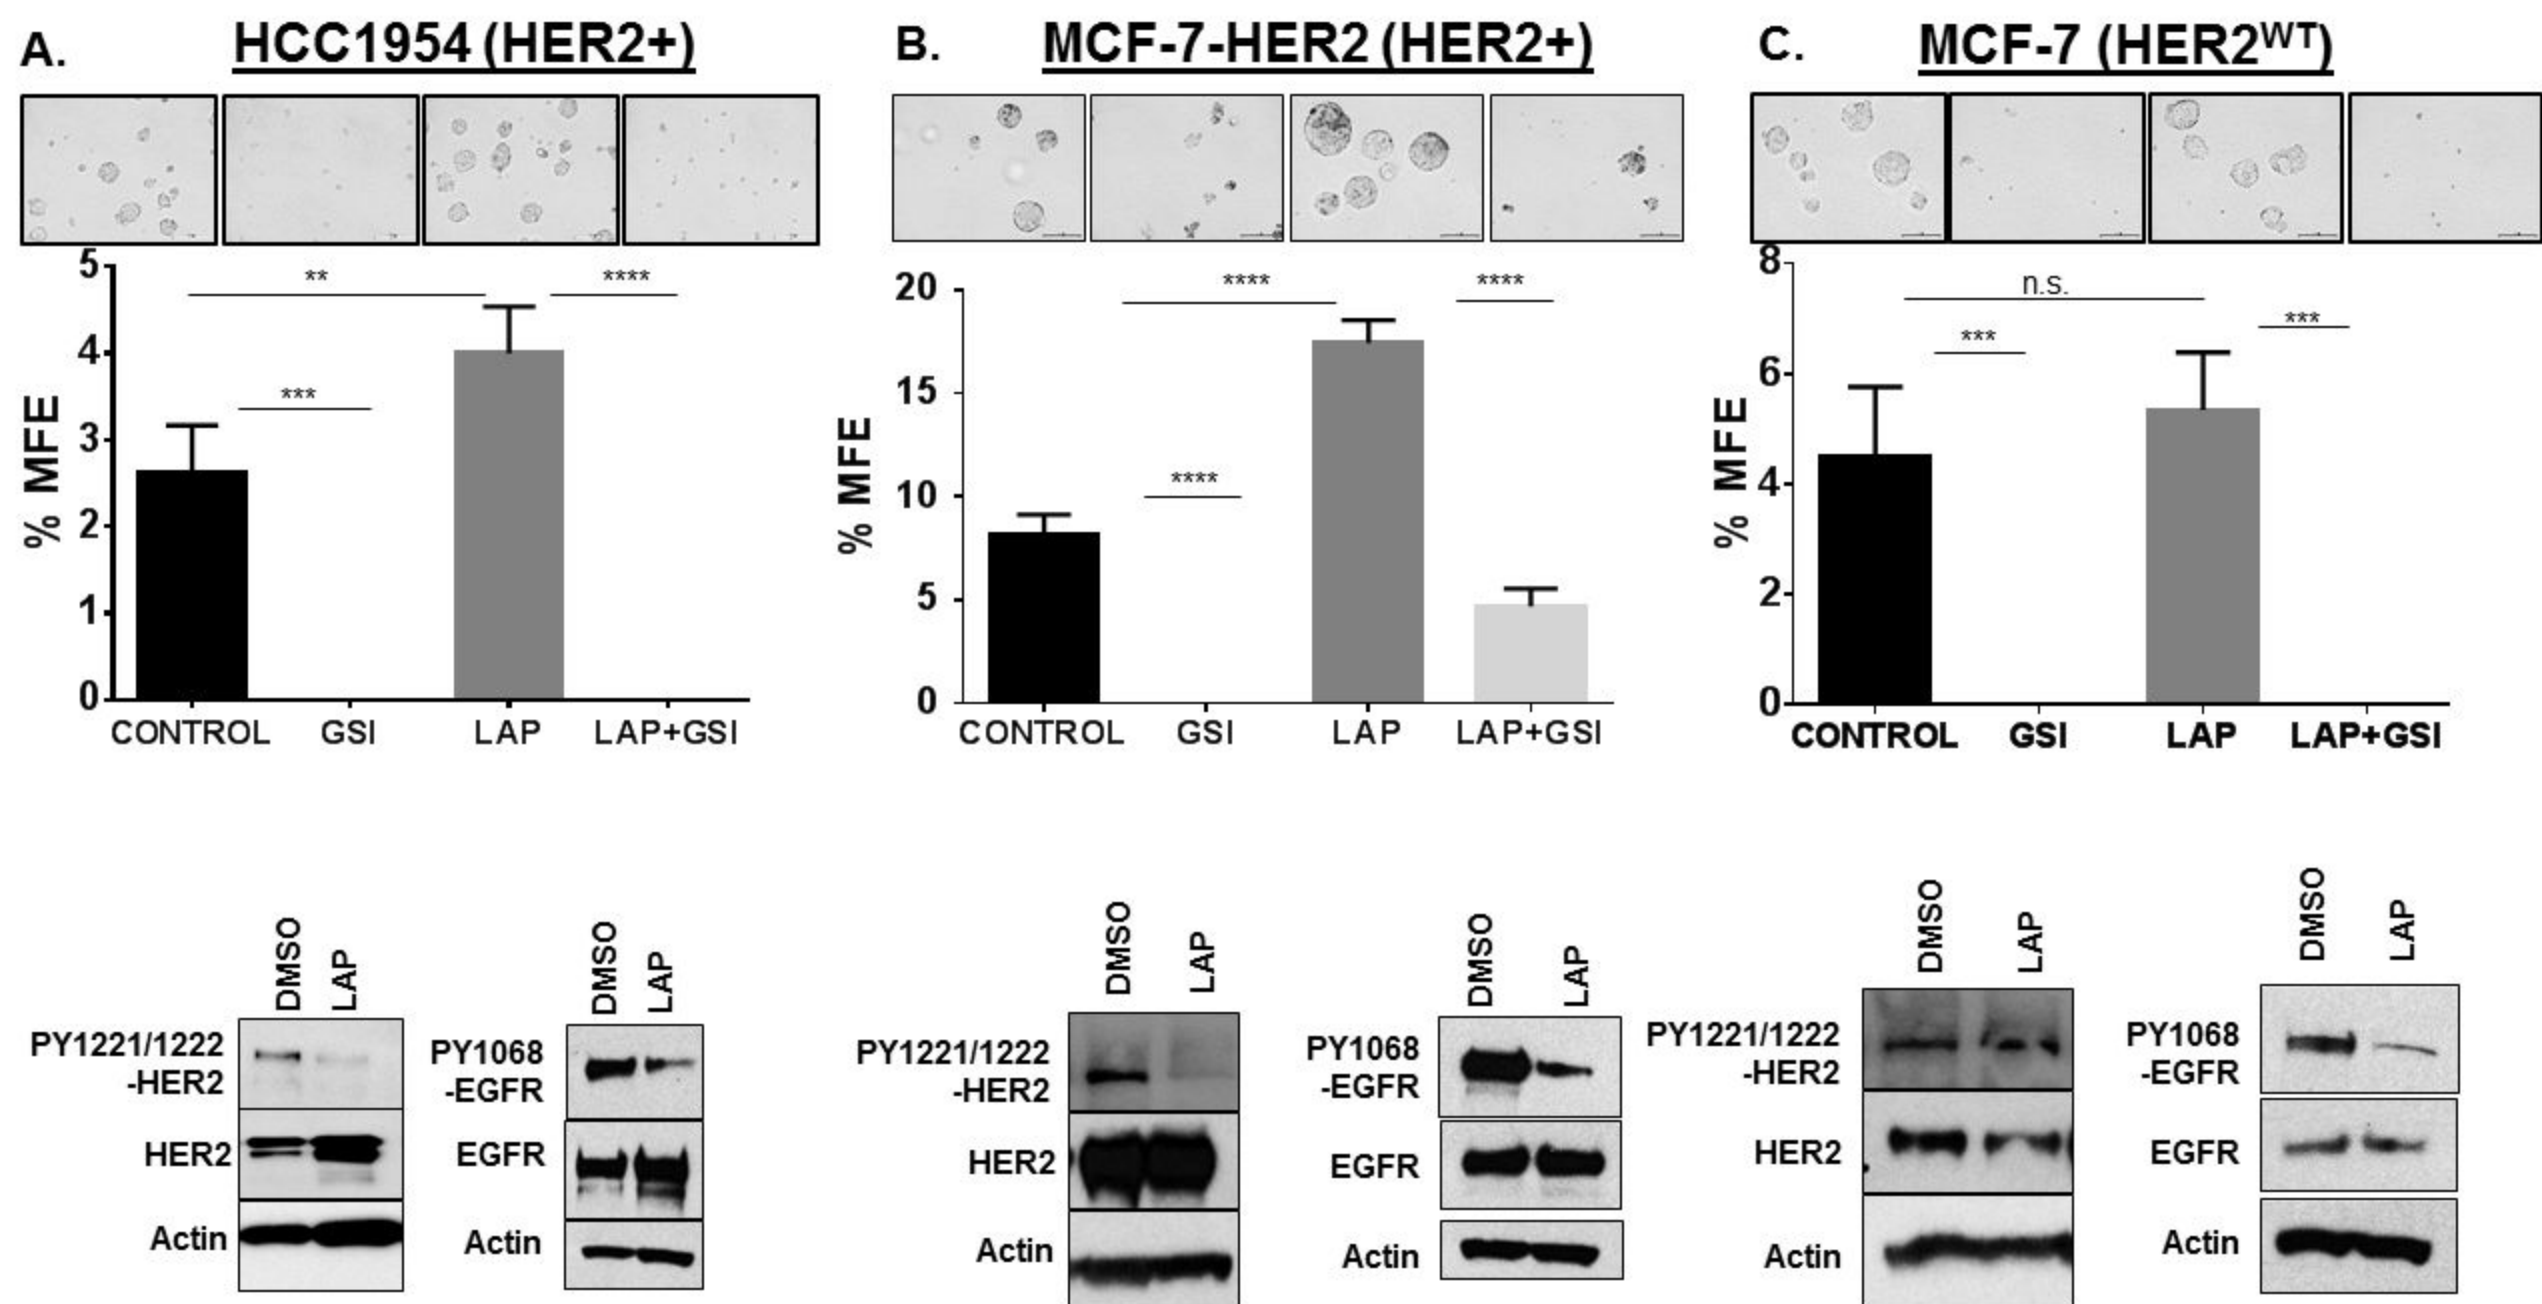 A.
HCC1954 (HER2+)
5
4
3
2
1
0
% MFE
**
****
***
CONTROL GSI LAP LAP+GSI
DMSO LAP
PY1221/1222
-HER2
HER2
Actin
DMSO LAP
PY1068
-EGFR
EGFR
Actin
B.
MCF-7-HER2 (HER2+)
20
15
10
5
0
% MFE
****
****
****
CONTROL GSI LAP LAP+GSI
DMSO LAP
PY1221/1222
-HER2
HER2
Actin
DMSO LAP
PY1068
-EGFR
EGFR
Actin
C.
MCF-7 (HER2ᵂᵀ)
8
6
4
2
0
% MFE
n.s.
***
***
CONTROL GSI LAP LAP+GSI
DMSO LAP
PY1221/1222
-HER2
HER2
Actin
DMSO LAP
PY1068
-EGFR
EGFR
Actin